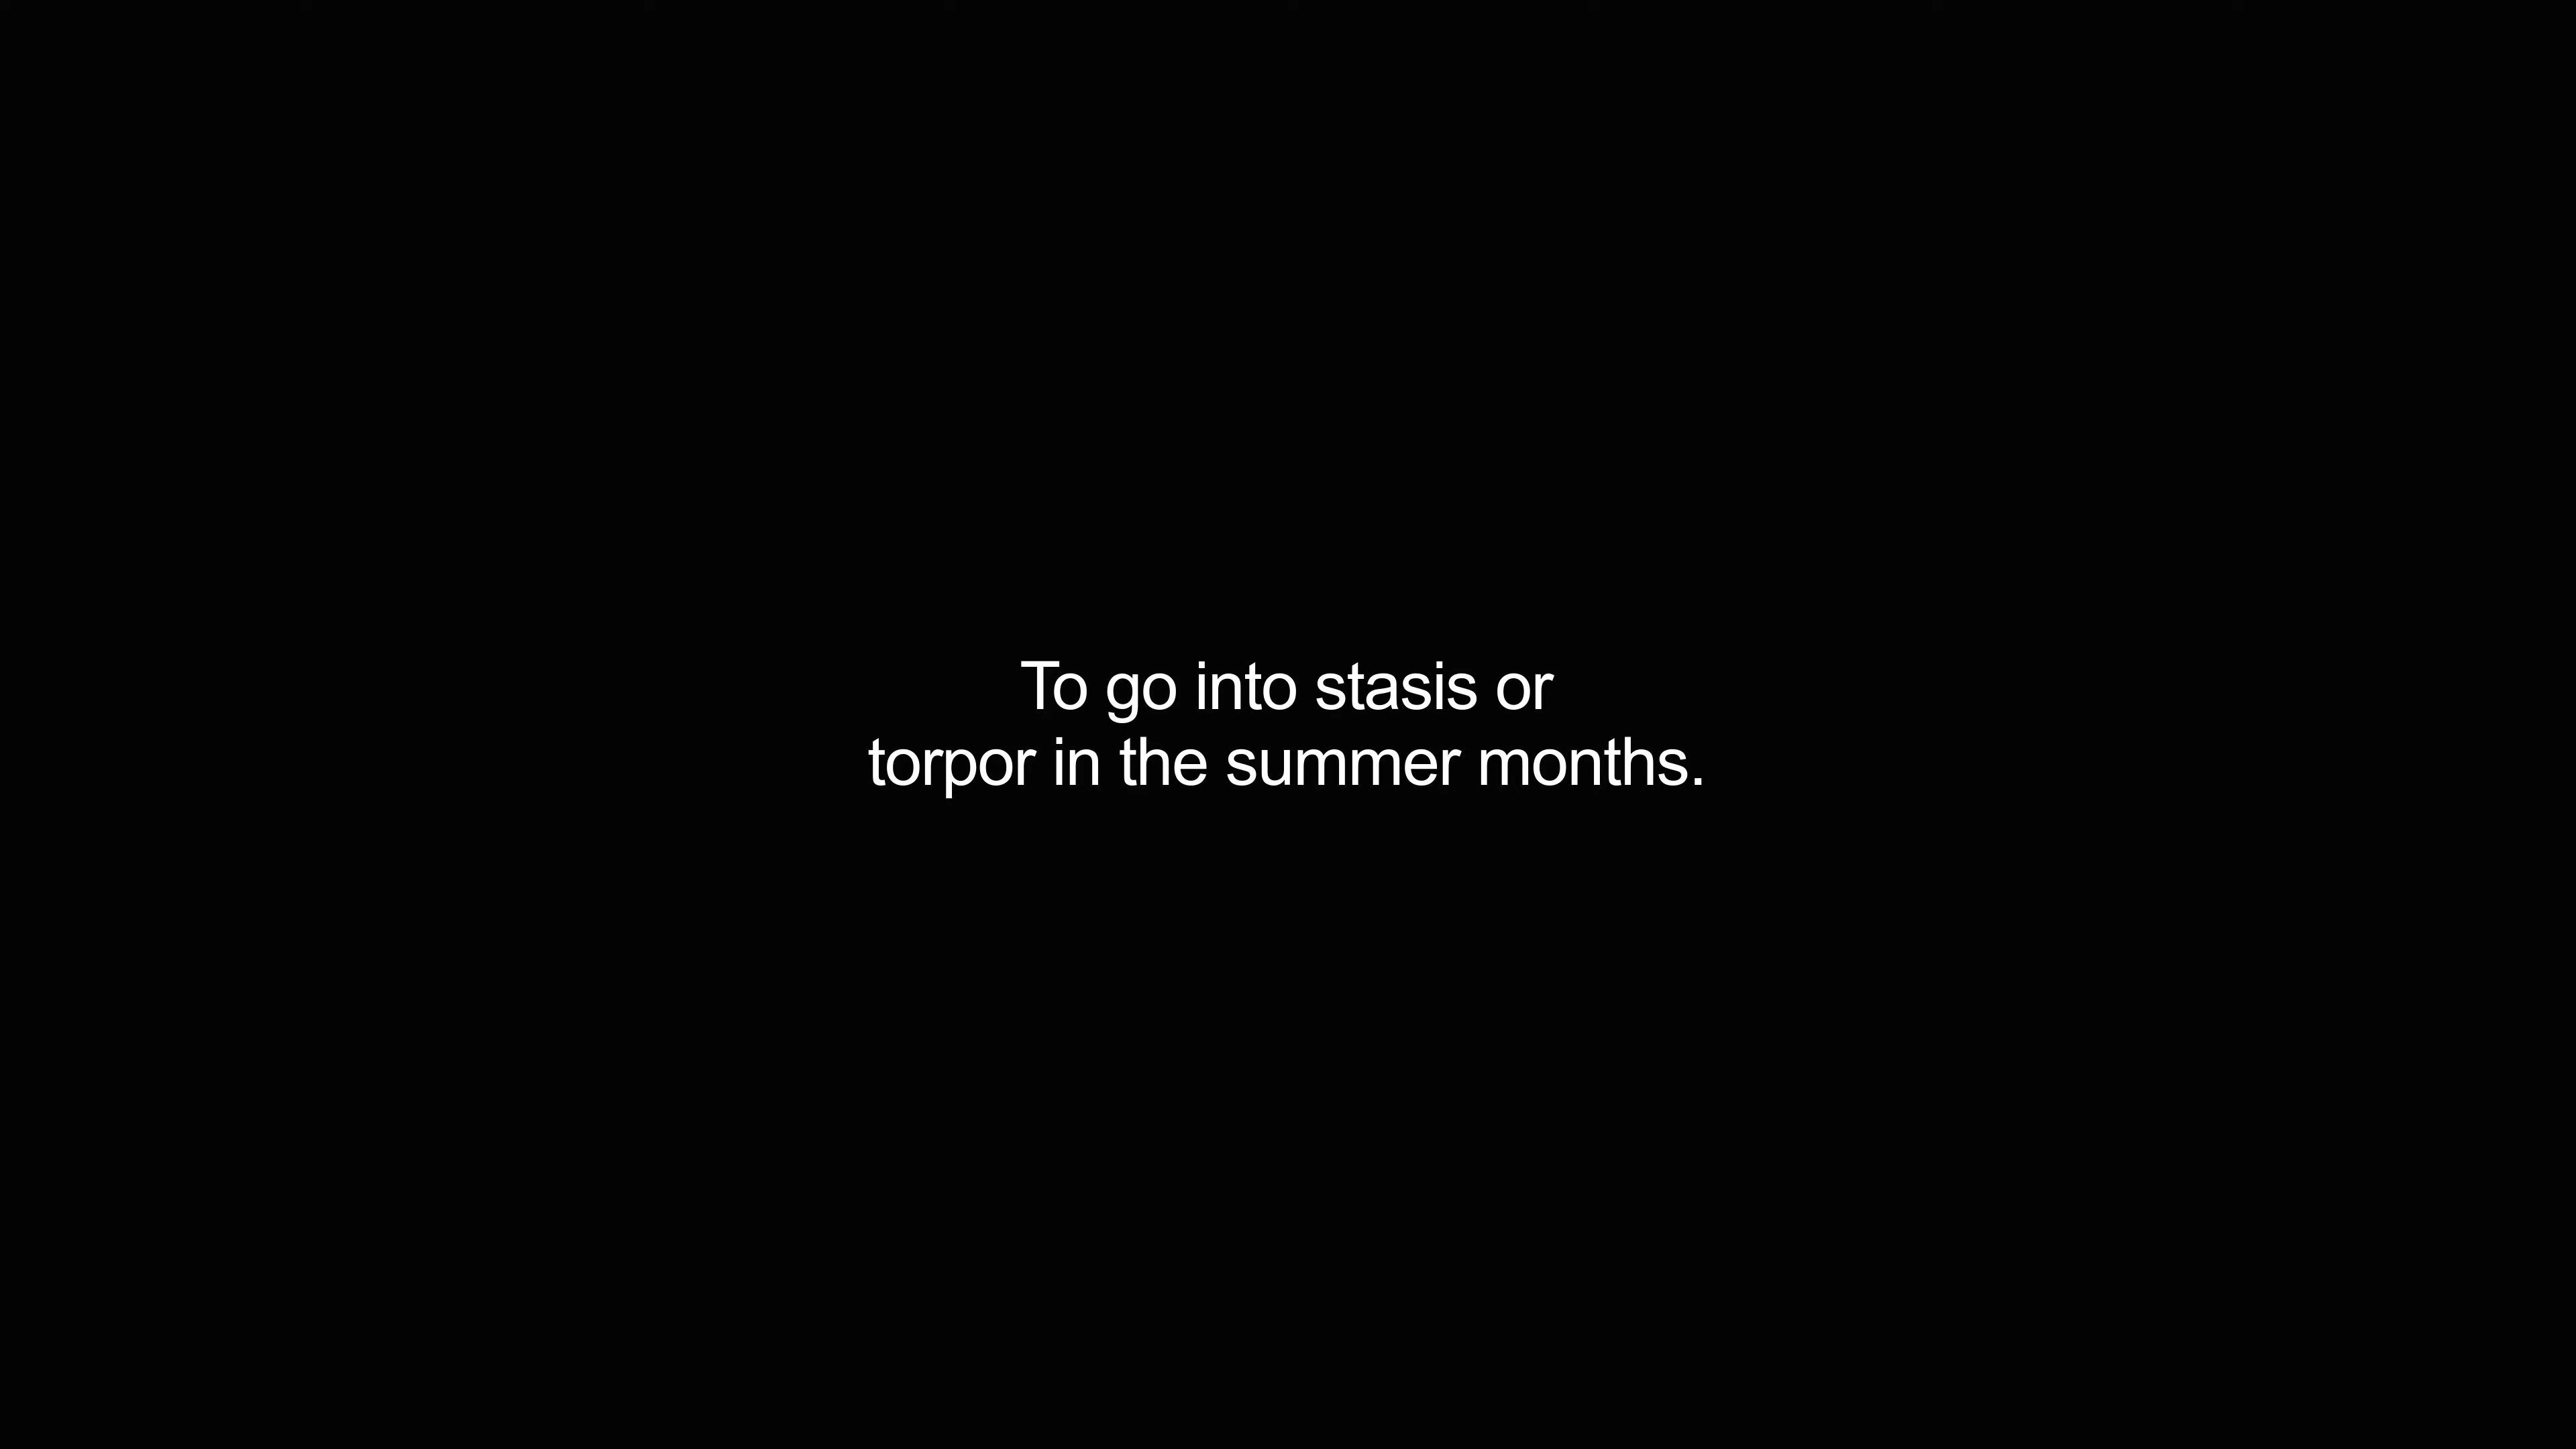 To go into stasis or
torpor in the summer months.